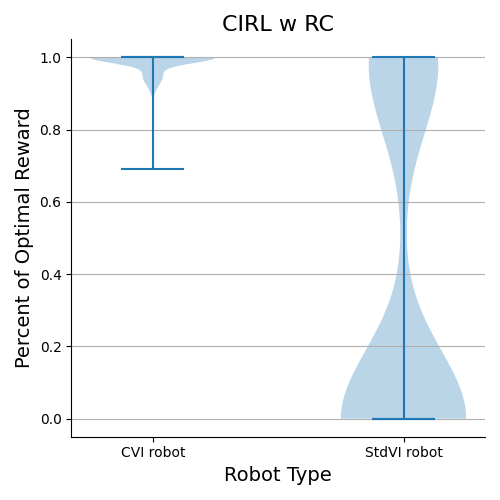 CIRL w RC
Percent of Optimal Reward
1.0
0.8
0.6
0.4
0.2
0.0
CVI robot
StdVI robot
Robot Type